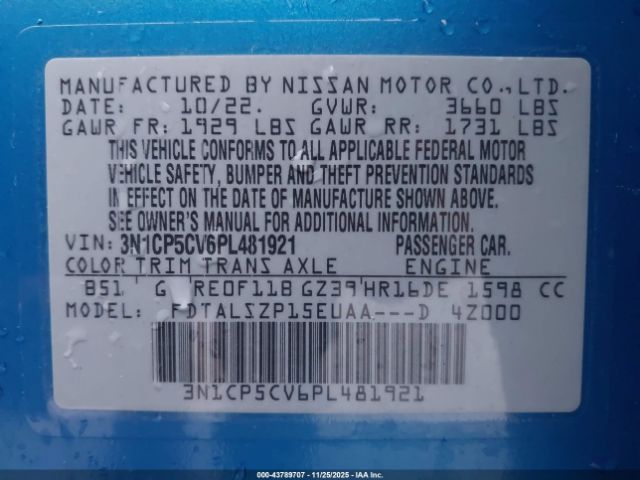 MANUFACTURED BY NISSAN MOTOR CO.,LTD.
DATE: 10/22. GVWR: 3660 LBS
GAWR FR: 1929 LBS GAWR RR: 1731 LBS
THIS VEHICLE CONFORMS TO ALL APPLICABLE FEDERAL MOTOR
VEHICLE SAFETY, BUMPER AND THEFT PREVENTION STANDARDS
IN EFFECT ON THE DATE OF MANUFACTURE SHOWN ABOVE.
SEE OWNER'S MANUAL FOR ADDITIONAL INFORMATION.
VIN: 3N1CP5CV6PL481921 PASSENGER CAR.
COLOR TRIM TRANS AXLE ENGINE
B51 G RE0F11B GZ39 HR16DE 1598 CC
MODEL: FDTALSZP15EUAA---D 4Z000
3N1CP5CV6PL481921
000-43789707 - 11/25/2025 - IAA Inc.